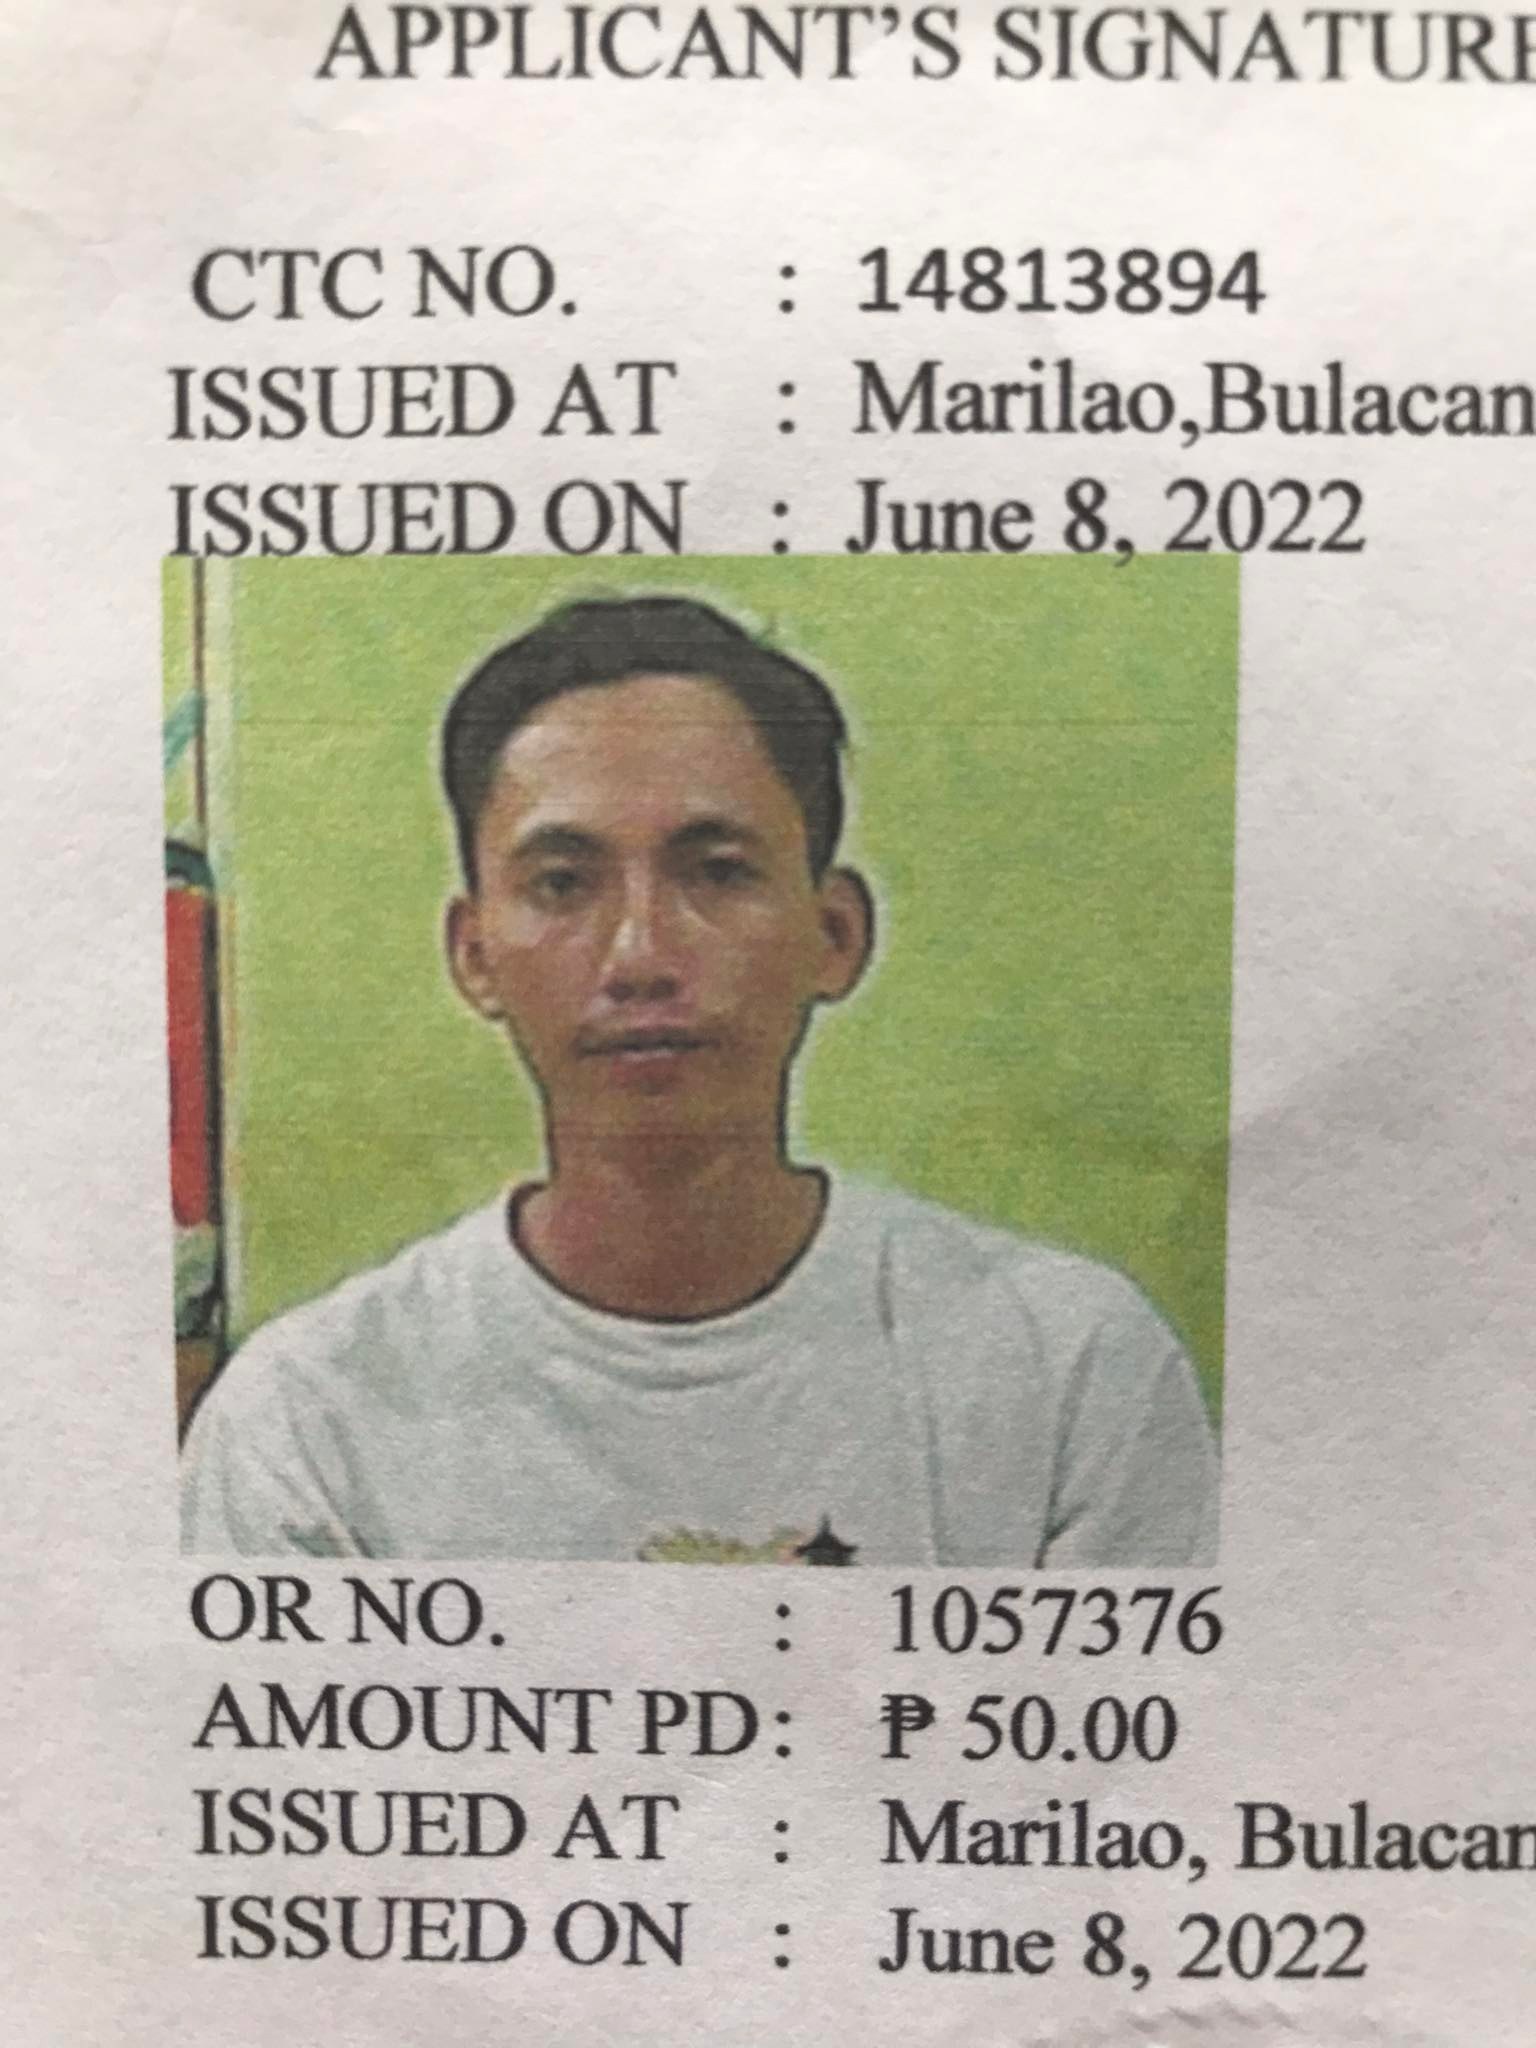 APPLICANT'S SIGNATURE
CTC NO. : 14813894
ISSUED AT : Marilao,Bulacan
ISSUED ON : June 8, 2022
OR NO. : 1057376
AMOUNT PD: ₱ 50.00
ISSUED AT : Marilao, Bulacan
ISSUED ON : June 8, 2022